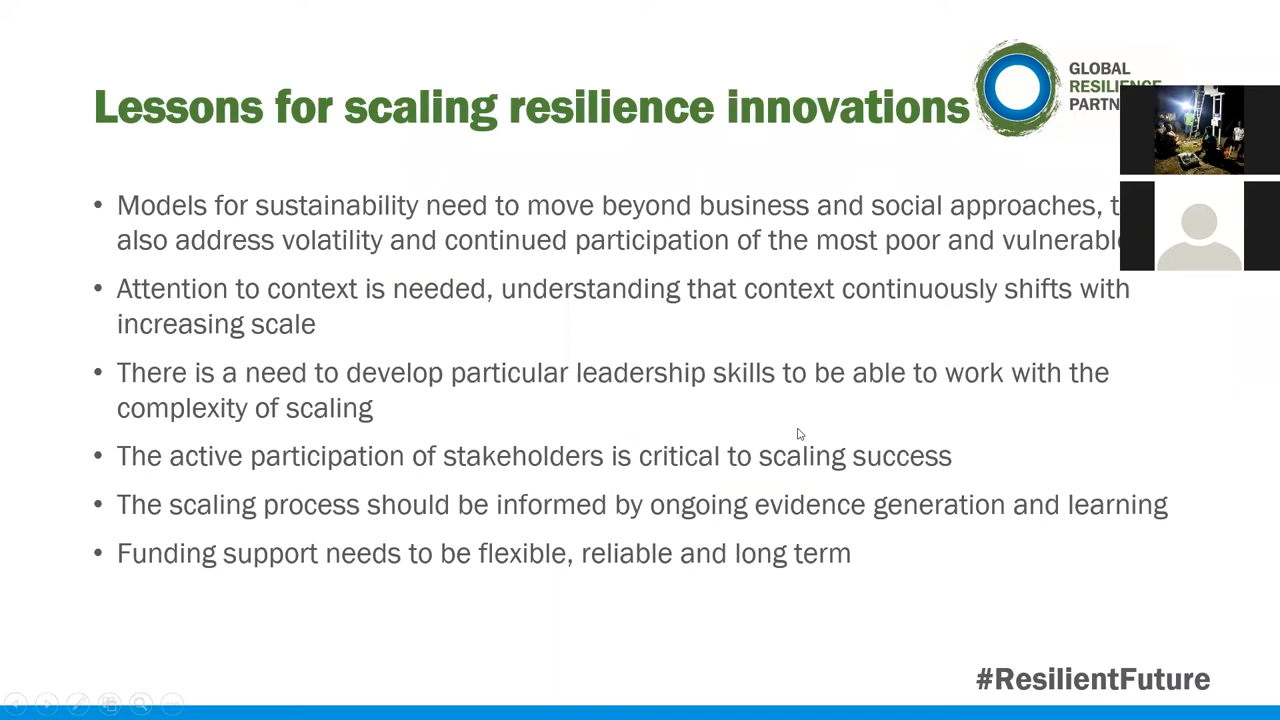 Lessons for scaling resilience innovations
GLOBAL
RESILIENCE
PARTN
• Models for sustainability need to move beyond business and social approaches, t
also address volatility and continued participation of the most poor and vulnerabl
• Attention to context is needed, understanding that context continuously shifts with
increasing scale
• There is a need to develop particular leadership skills to be able to work with the
complexity of scaling
• The active participation of stakeholders is critical to scaling success
• The scaling process should be informed by ongoing evidence generation and learning
• Funding support needs to be flexible, reliable and long term
#ResilientFuture